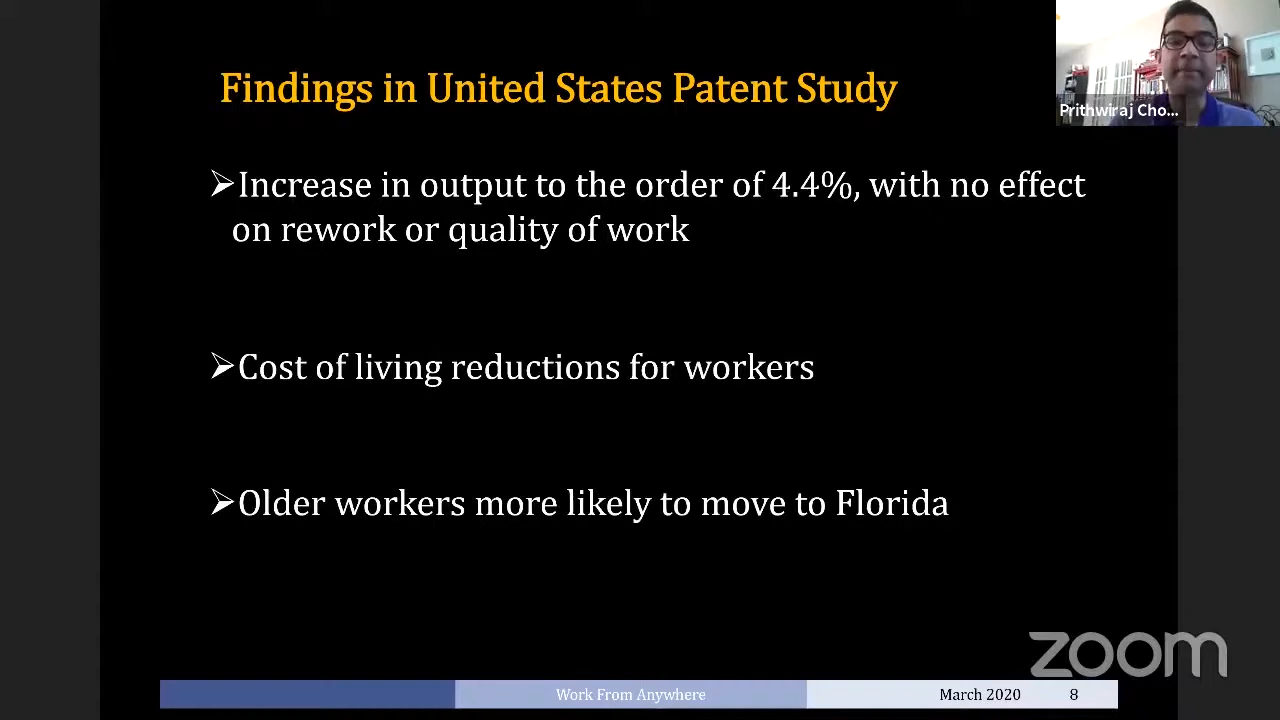 Findings in United States Patent Study
Prithwiraj Cho...
➢Increase in output to the order of 4.4%, with no effect
on rework or quality of work
➢Cost of living reductions for workers
➢Older workers more likely to move to Florida
zoom
Work From Anywhere
March 2020 8